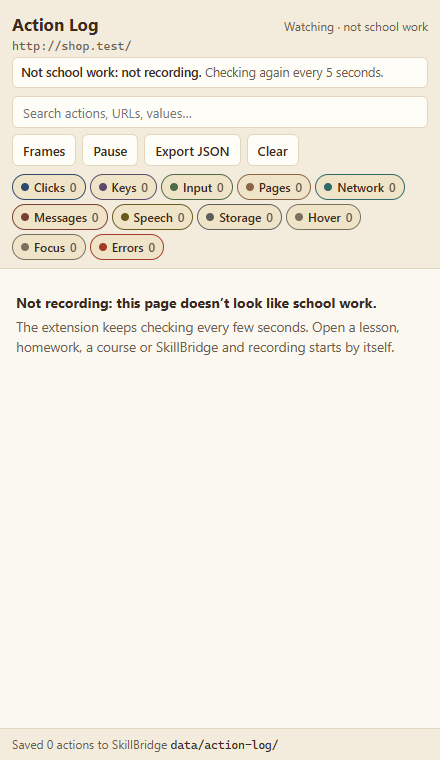 Action Log
Watching · not school work
http://shop.test/
Not school work: not recording. Checking again every 5 seconds.
Search actions, URLs, values...
Frames Pause Export JSON Clear
Clicks 0 Keys 0 Input 0 Pages 0 Network 0
Messages 0 Speech 0 Storage 0 Hover 0
Focus 0 Errors 0
Not recording: this page doesn’t look like school work.
The extension keeps checking every few seconds. Open a lesson,
homework, a course or SkillBridge and recording starts by itself.
Saved 0 actions to SkillBridge data/action-log/